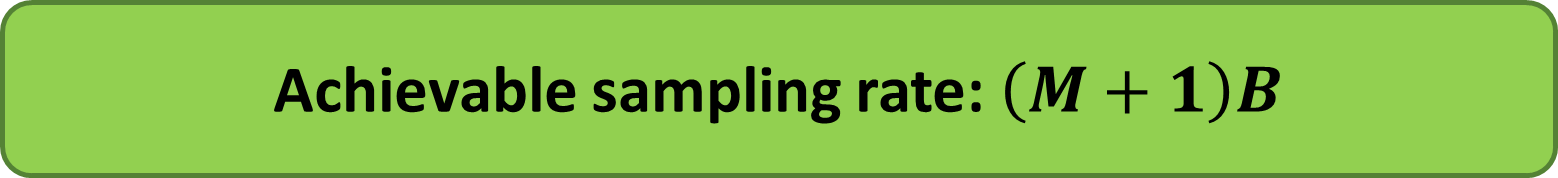 Achievable sampling rate: (M + 1)B